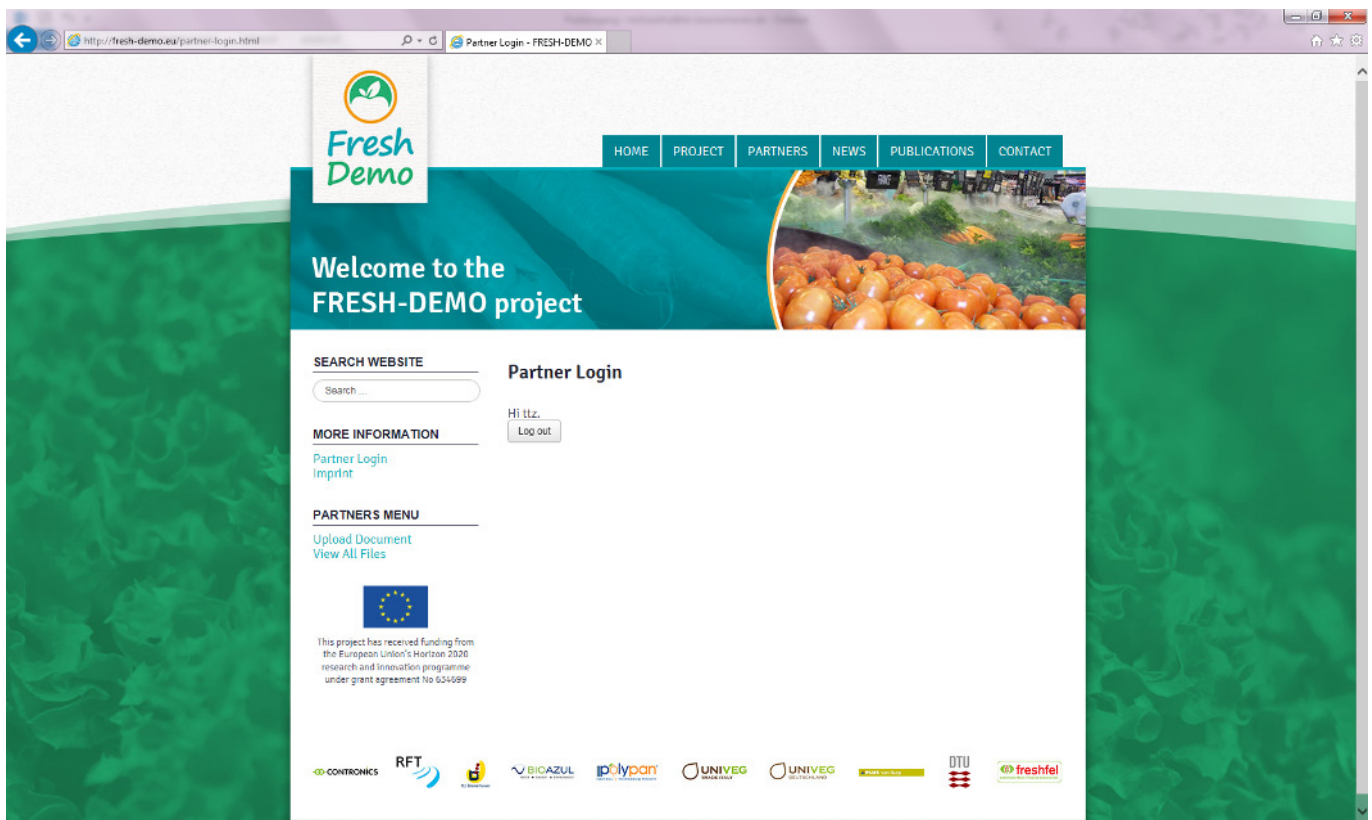 http://fresh-demo.eu/partner-login.html
Partner Login - FRESH-DEMO
Fresh
Demo
HOME PROJECT PARTNERS NEWS PUBLICATIONS CONTACT
Welcome to the
FRESH-DEMO project
SEARCH WEBSITE
Search ...
Partner Login
Hi ttz.
Log out
MORE INFORMATION
Partner Login
Imprint
PARTNERS MENU
Upload Document
View All Files
This project has received funding from
the European Union's Horizon 2020
research and innovation programme
under grant agreement No 634699
CONTRONICS RFT BIOAZUL polypan UNIVEG UNIVEG DTU freshfel
DEUTSCHLAND